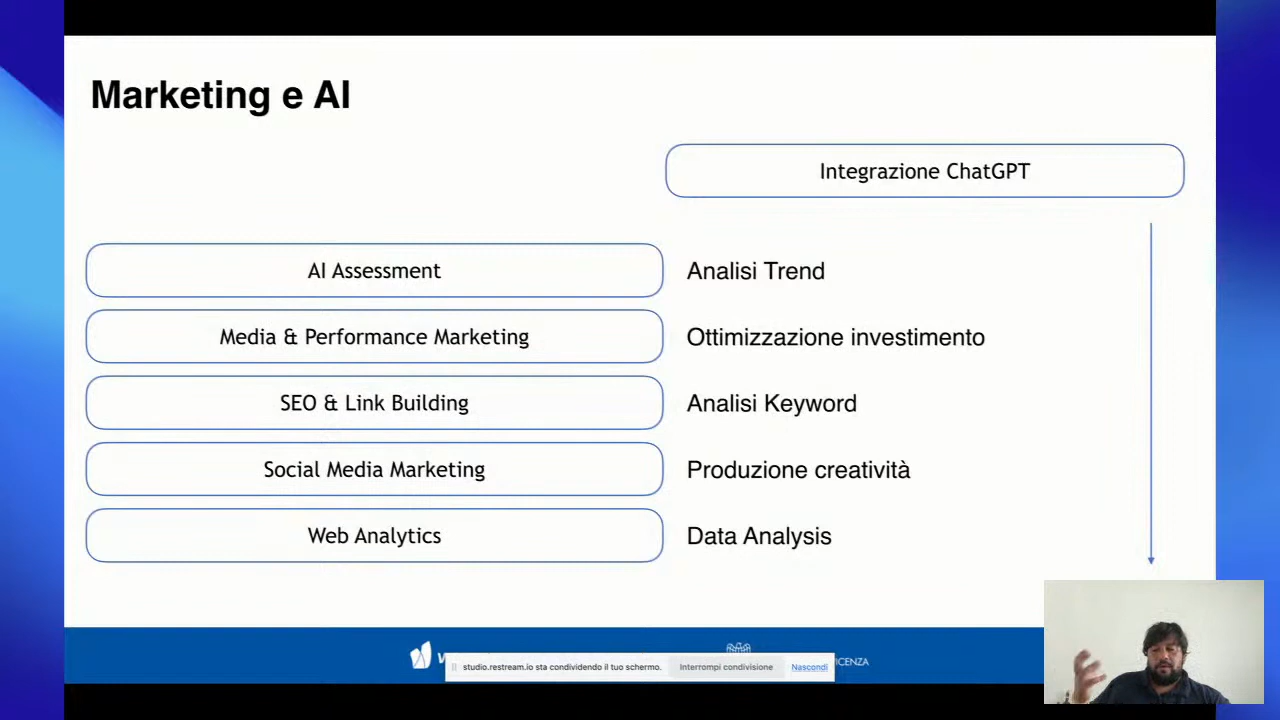 Marketing e AI
Integrazione ChatGPT
AI Assessment
Analisi Trend
Media & Performance Marketing
Ottimizzazione investimento
SEO & Link Building
Analisi Keyword
Social Media Marketing
Produzione creatività
Web Analytics
Data Analysis
studio.restream.io sta condividendo il tuo schermo. Interrompi condivisione Nascondi